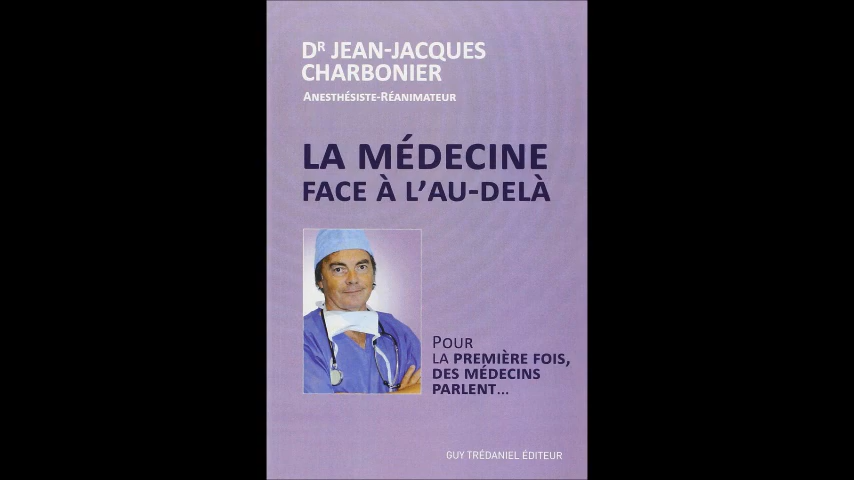 Dʳ JEAN-JACQUES
CHARBONIER
ANESTHÉSISTE-RÉANIMATEUR
LA MÉDECINE
FACE À L'AU-DELÀ
POUR
LA PREMIÈRE FOIS,
DES MÉDECINS
PARLENT...
GUY TRÉDANIEL ÉDITEUR